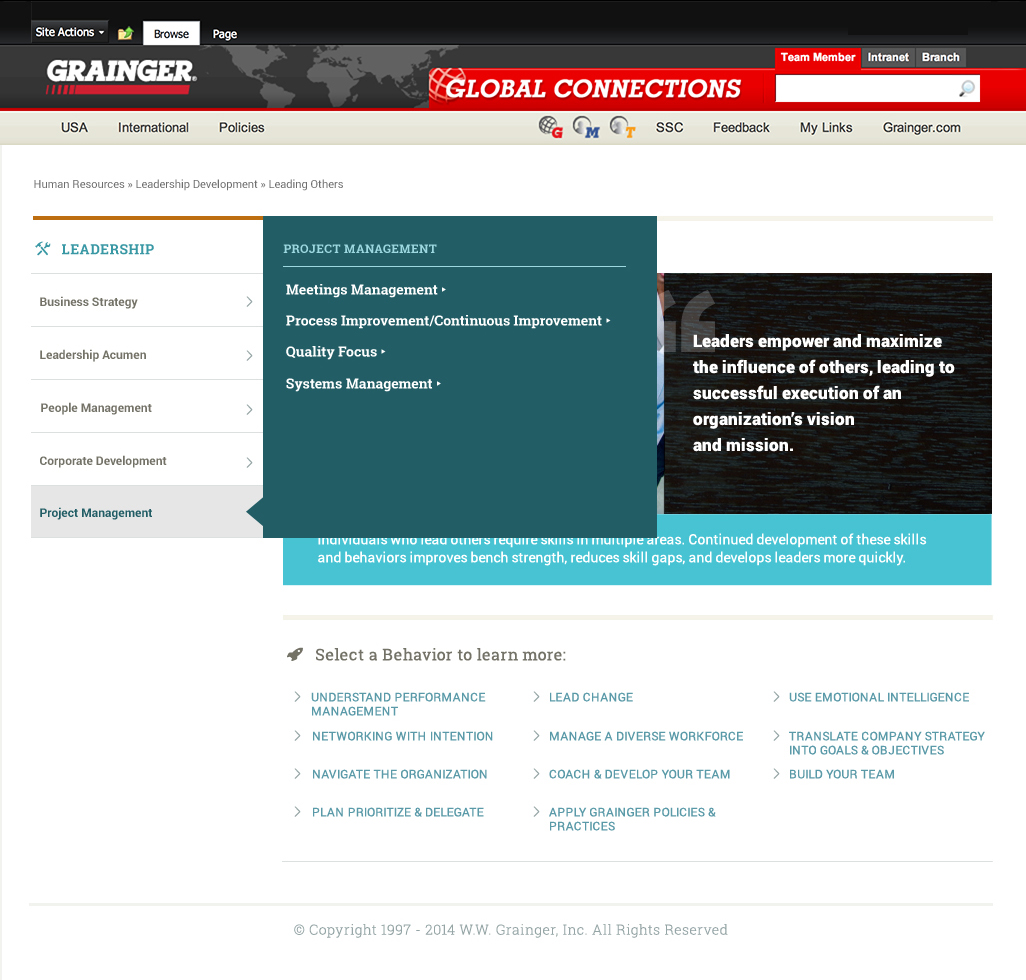 Site Actions
Browse
Page
GRAINGER®
GLOBAL CONNECTIONS
Team Member
Intranet
Branch
USA
International
Policies
G
M
T
SSC
Feedback
My Links
Grainger.com
Human Resources » Leadership Development » Leading Others
LEADERSHIP
Business Strategy
Leadership Acumen
People Management
Corporate Development
Project Management
PROJECT MANAGEMENT
Meetings Management
Process Improvement/Continuous Improvement
Quality Focus
Systems Management
“
Leaders empower and maximize
the influence of others, leading to
successful execution of an
organization’s vision
and mission.
Individuals who lead others require skills in multiple areas. Continued development of these skills
and behaviors improves bench strength, reduces skill gaps, and develops leaders more quickly.
Select a Behavior to learn more:
UNDERSTAND PERFORMANCE
MANAGEMENT
LEAD CHANGE
USE EMOTIONAL INTELLIGENCE
NETWORKING WITH INTENTION
MANAGE A DIVERSE WORKFORCE
TRANSLATE COMPANY STRATEGY
INTO GOALS & OBJECTIVES
NAVIGATE THE ORGANIZATION
COACH & DEVELOP YOUR TEAM
BUILD YOUR TEAM
PLAN PRIORITIZE & DELEGATE
APPLY GRAINGER POLICIES &
PRACTICES
© Copyright 1997 - 2014 W.W. Grainger, Inc. All Rights Reserved